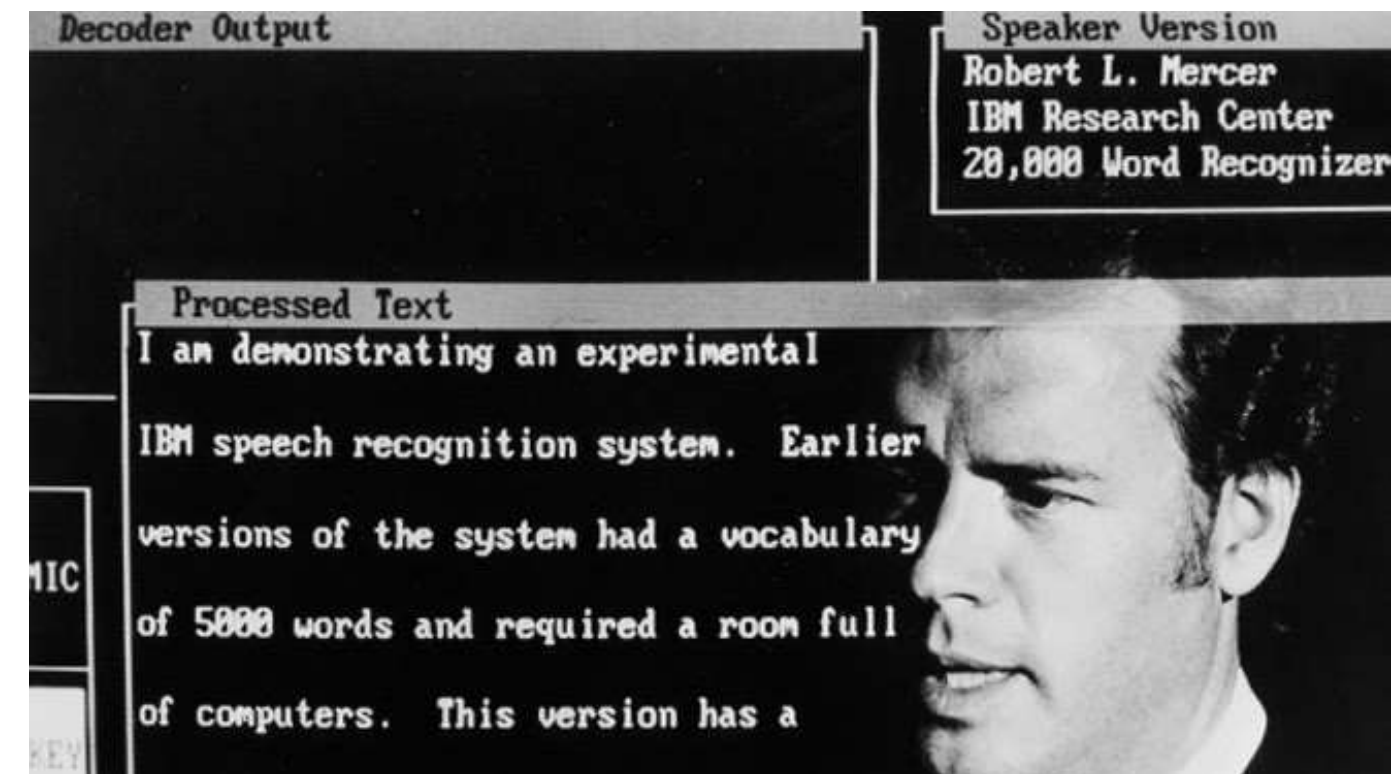 Decoder Output
Speaker Version
Robert L. Mercer
IBM Research Center
20,000 Word Recognizer
Processed Text
I am demonstrating an experimental
IBM speech recognition system.  Earlier
versions of the system had a vocabulary
of 5000 words and required a room full
of computers.  This version has a
MIC
KEY